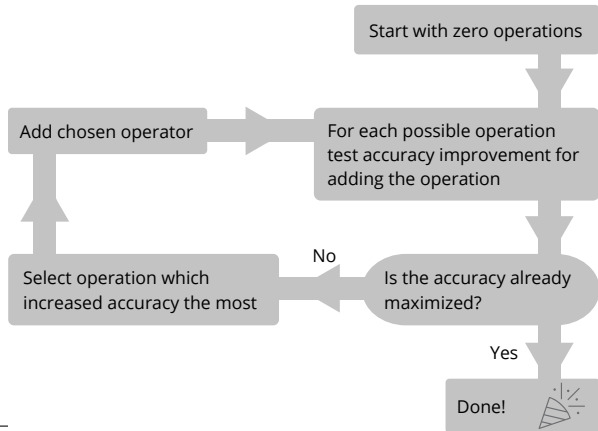 Start with zero operations
Add chosen operator
For each possible operation
test accuracy improvement for
adding the operation
No
Select operation which
increased accuracy the most
Is the accuracy already
maximized?
Yes
Done!